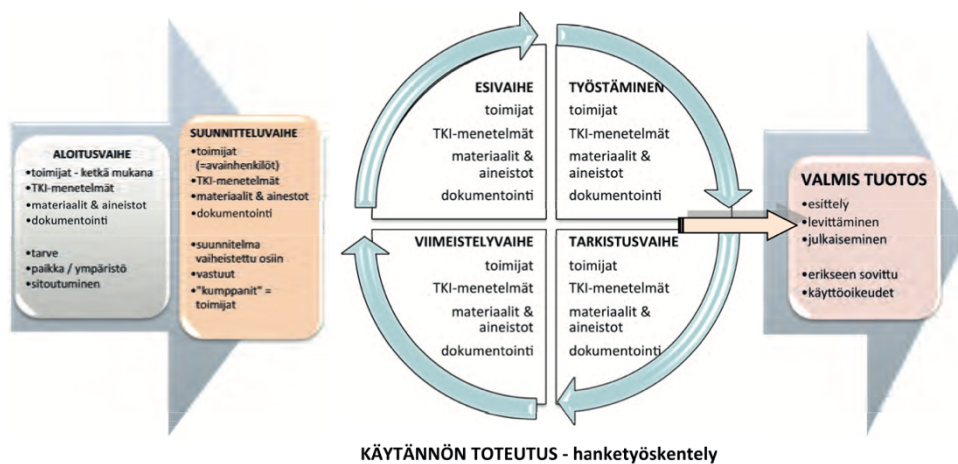 ALOITUSVAIHE
•toimijat - ketkä mukana
•TKI-menetelmät
•materiaalit & aineistot
•dokumentointi
•tarve
•paikka / ympäristö
•sitoutuminen
SUUNNITTELUVAIHE
•toimijat
(=avainhenkilöt)
•TKI-menetelmät
•materiaalit & ainestot
•dokumentointi
•suunnitelma
vaiheistettu osiin
•vastuut
•"kumppanit" =
toimijat
ESIVAIHE
toimijat
TKI-menetelmät
materiaalit &
aineistot
dokumentointi
TYÖSTÄMINEN
toimijat
TKI-menetelmät
materiaalit &
aineistot
dokumentointi
VIIMEISTELYVAIHE
toimijat
TKI-menetelmät
materiaalit &
aineistot
dokumentointi
TARKISTUSVAIHE
toimijat
TKI-menetelmät
materiaalit &
aineistot
dokumentointi
VALMIS TUOTOS
•esittely
•levittäminen
•julkaiseminen
•erikseen sovittu
•käyttöoikeudet
KÄYTÄNNÖN TOTEUTUS - hanketyöskentely